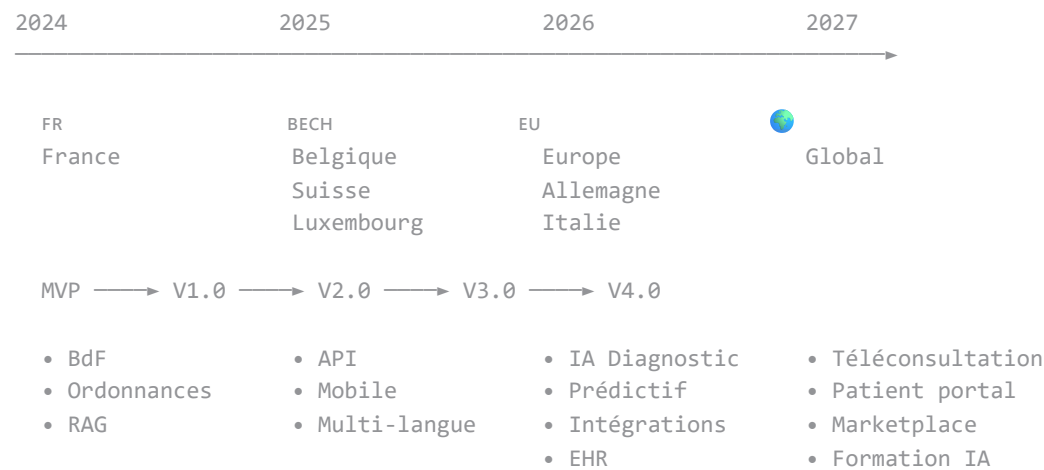 2024 2025 2026 2027
FR BECH EU
France Belgique Europe Global
Suisse Allemagne
Luxembourg Italie
MVP ───► V1.0 ───► V2.0 ───► V3.0 ───► V4.0
• BdF • API • IA Diagnostic • Téléconsultation
• Ordonnances • Mobile • Prédictif • Patient portal
• RAG • Multi-langue • Intégrations • Marketplace
• EHR • Formation IA